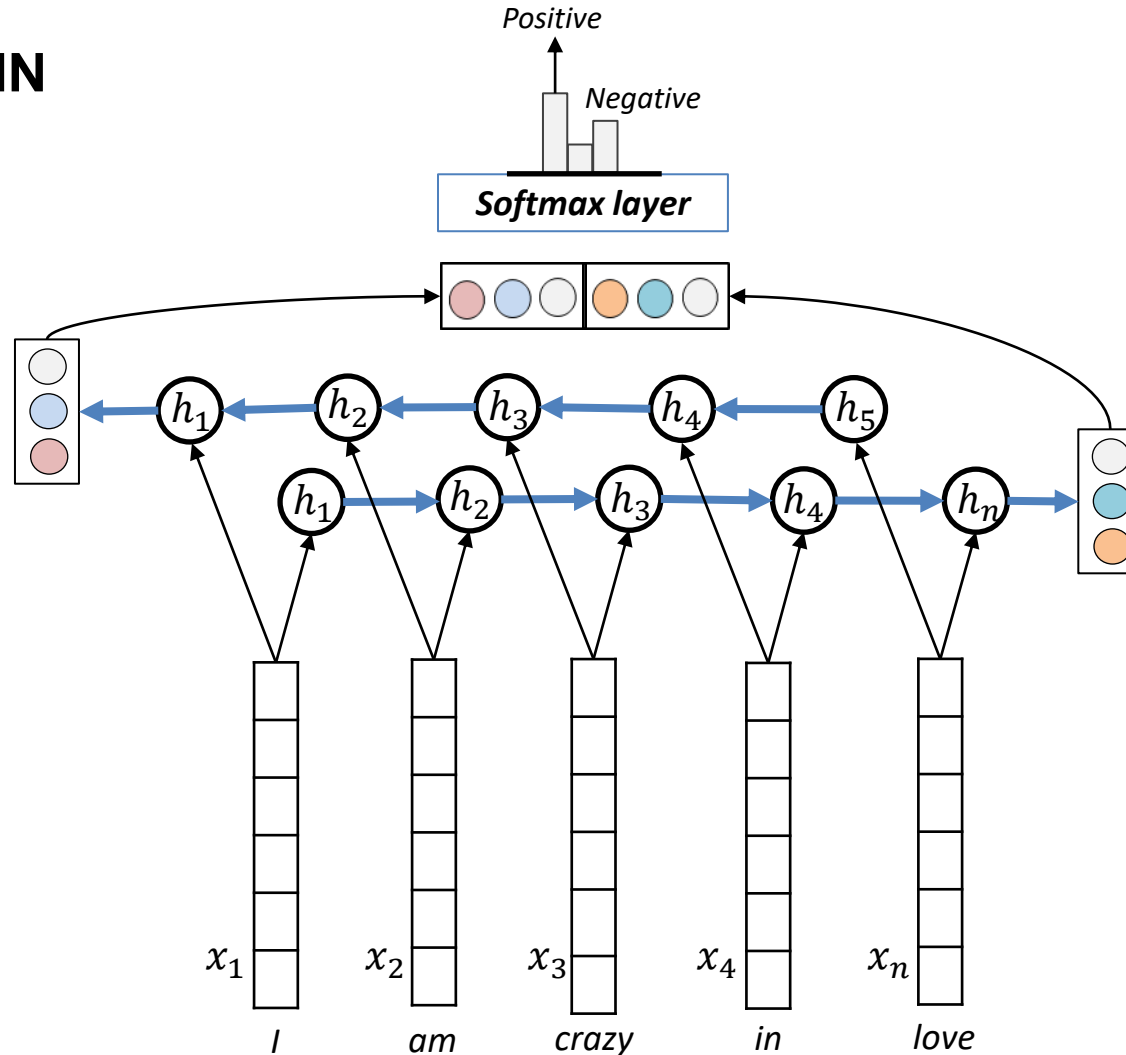 IN
Positive
Negative
Softmax layer
h₁ h₂ h₃ h₄ h₅
h₁ h₂ h₃ h₄ hₙ
x₁ x₂ x₃ x₄ xₙ
I am crazy in love